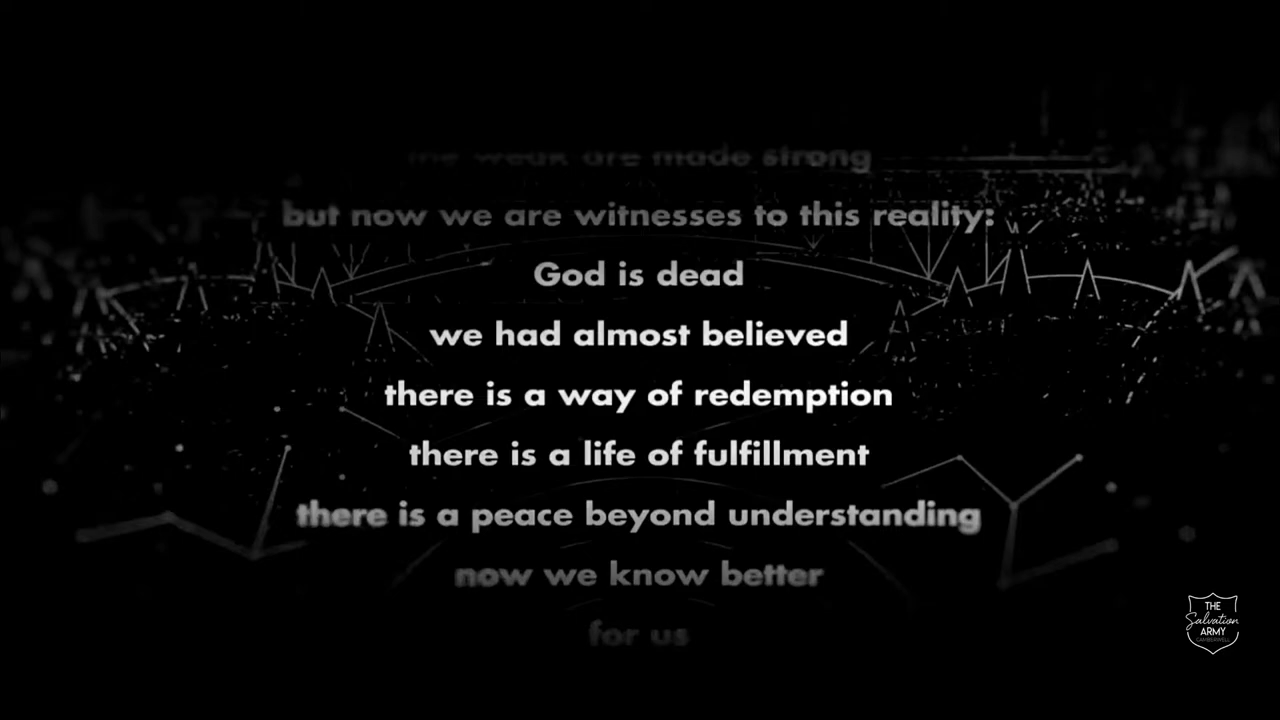 the weak are made strong
but now we are witnesses to this reality:
God is dead
we had almost believed
there is a way of redemption
there is a life of fulfillment
there is a peace beyond understanding
now we know better
for us
THE
Salvation
ARMY
CAMBERWELL